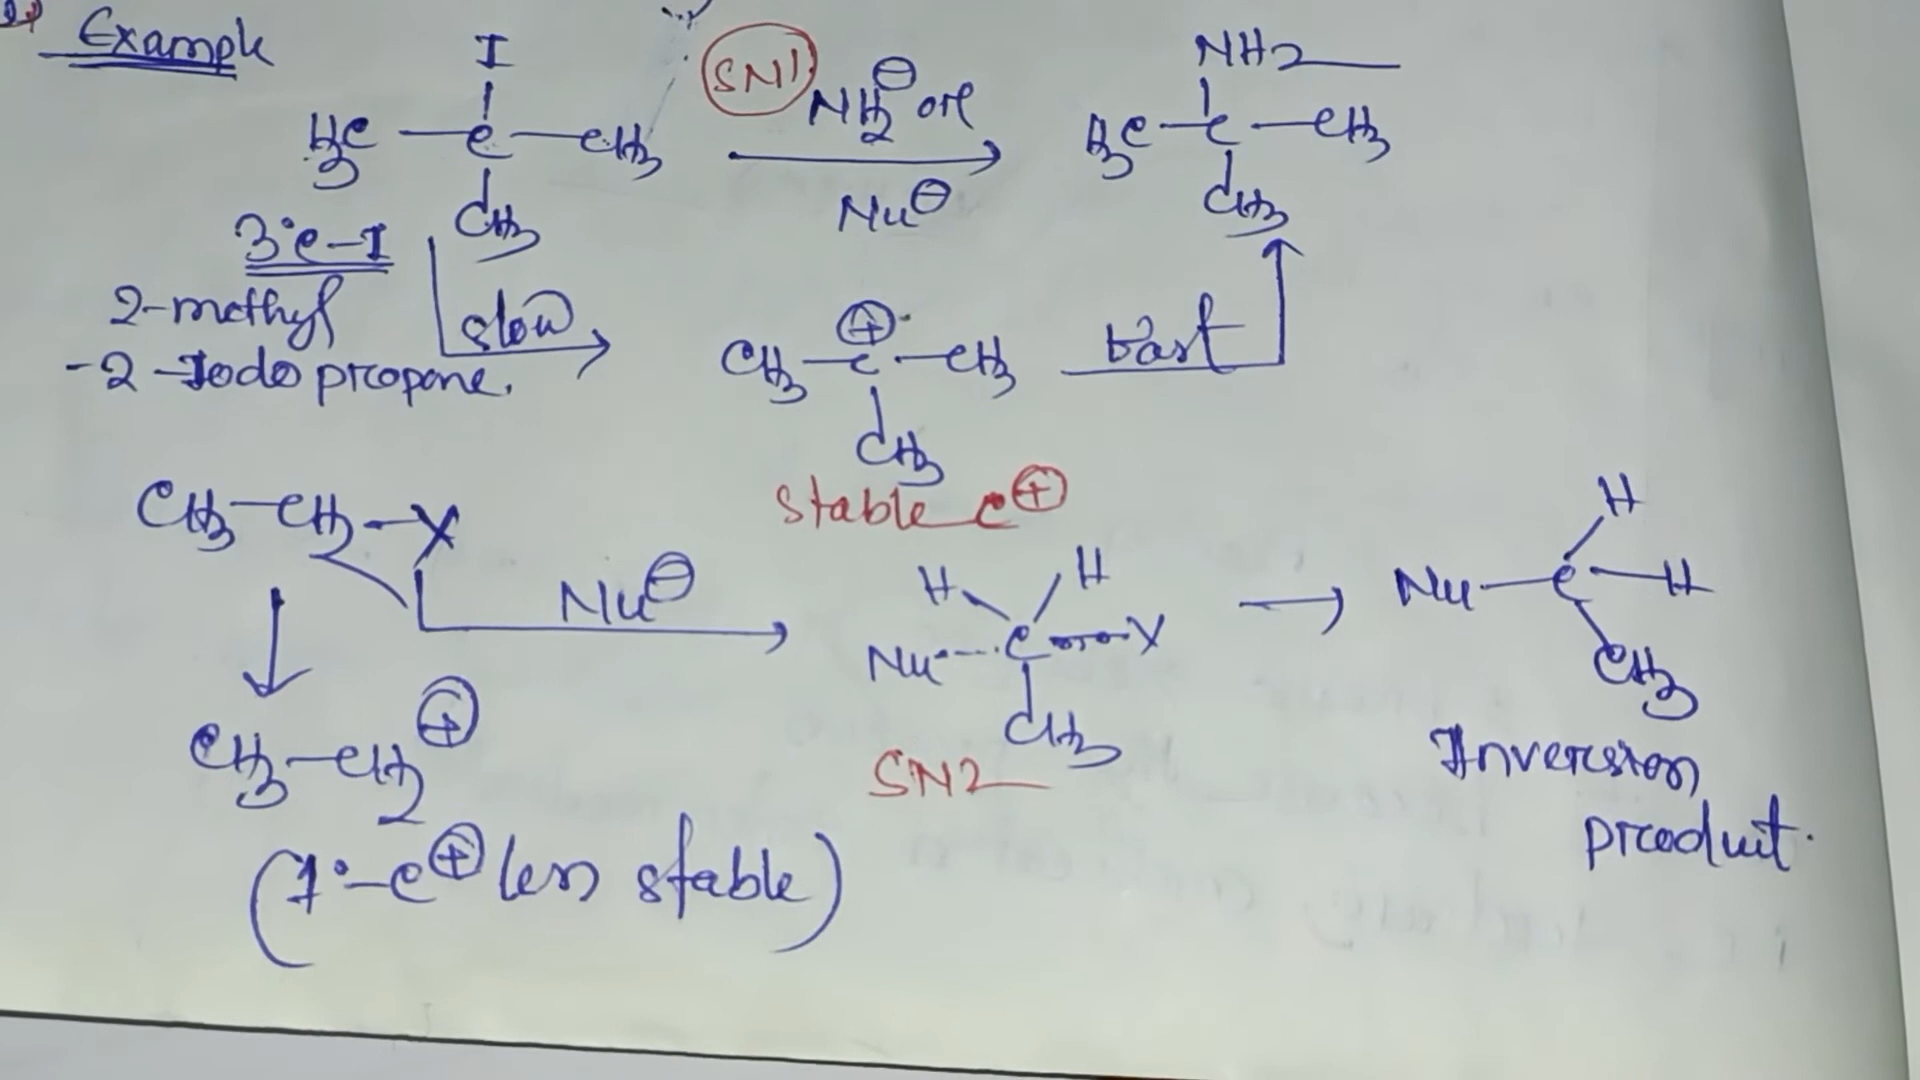 Example
I
H3C — C — CH3
CH3
3°C-I
2-methyl
-2-Iodo propane.
SN1
NH2⊖ or
Nu⊖
NH2
H3C — C — CH3
CH3
slow
⊕
CH3 — C — CH3
CH3
fast
stable C⊕
CH3 — CH2 — X
Nu⊖
CH3 — CH2⊕
(1°-C⊕ less stable)
H H
Nu----C----X
CH3
SN2
→
H
Nu — C — H
CH3
Inversion
product.